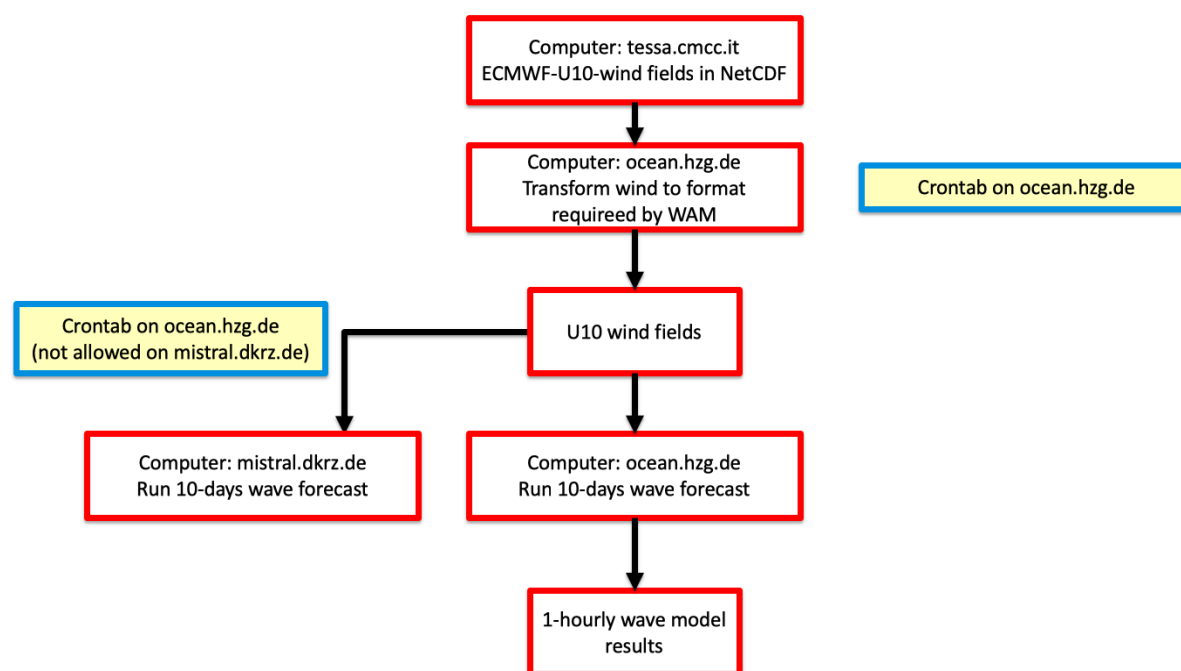 Computer: tessa.cmcc.it
ECMWF-U10-wind fields in NetCDF
Computer: ocean.hzg.de
Transform wind to format
requireed by WAM
Crontab on ocean.hzg.de
U10 wind fields
Crontab on ocean.hzg.de
(not allowed on mistral.dkrz.de)
Computer: mistral.dkrz.de
Run 10-days wave forecast
Computer: ocean.hzg.de
Run 10-days wave forecast
1-hourly wave model
results